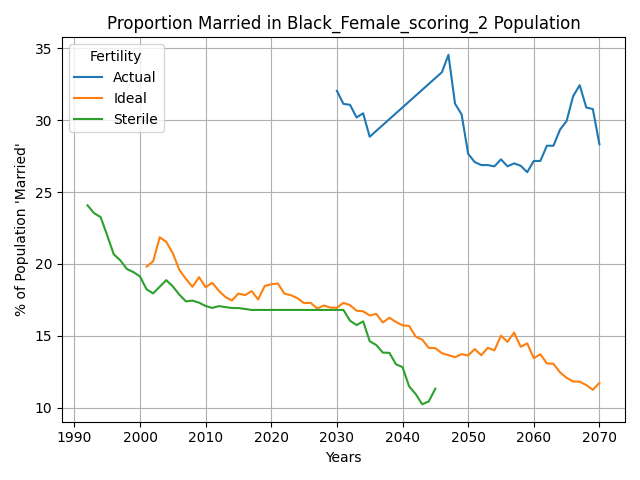 Proportion Married in Black_Female_scoring_2 Population
% of Population 'Married'
35
30
25
20
15
10
Fertility
Actual
Ideal
Sterile
1990 2000 2010 2020 2030 2040 2050 2060 2070
Years